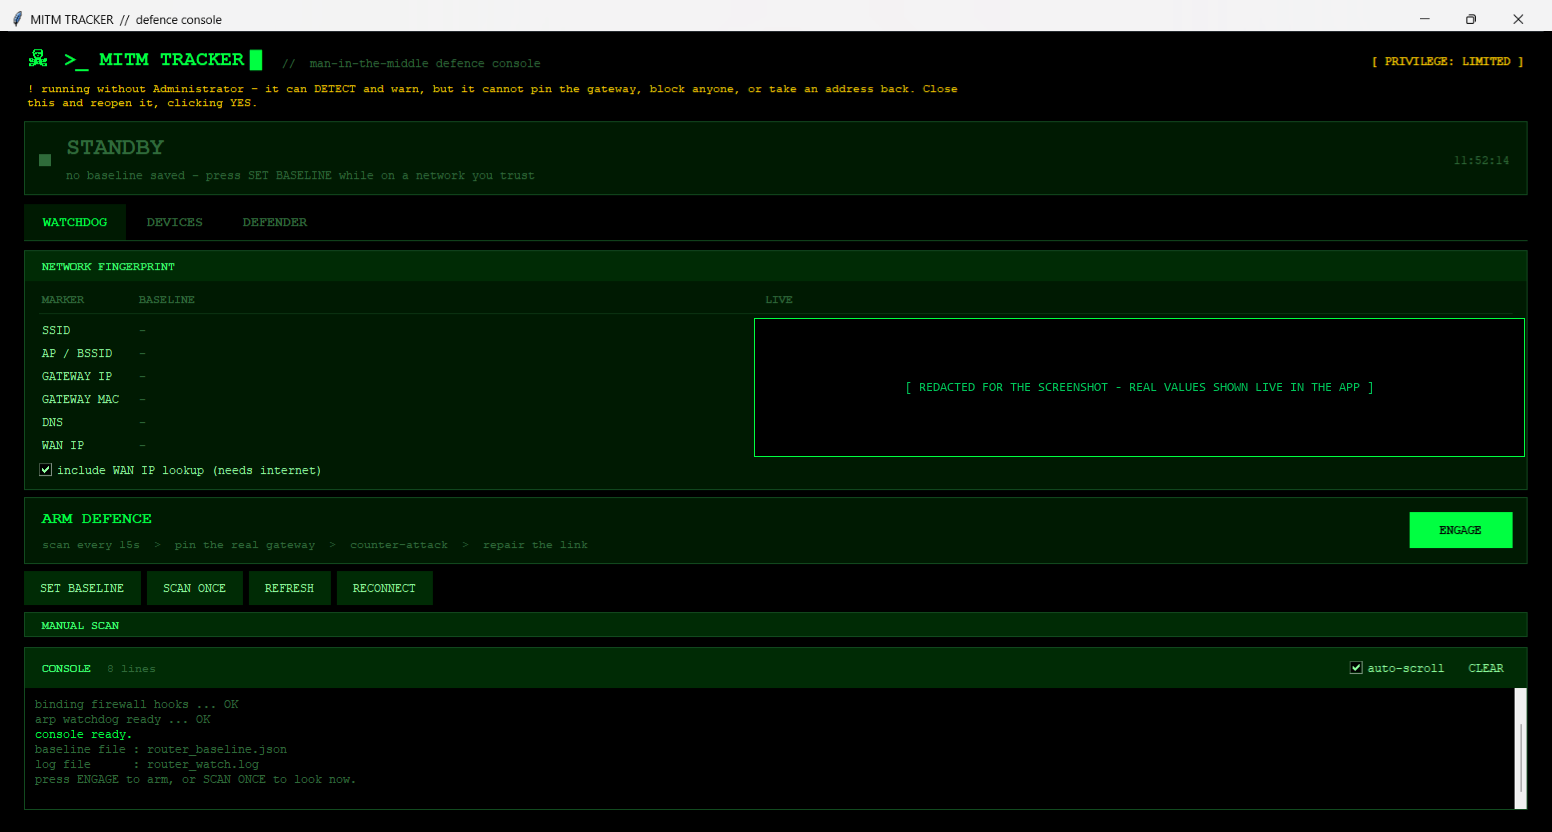 MITM TRACKER // defence console
>_ MITM TRACKER // man-in-the-middle defence console
[ PRIVILEGE: LIMITED ]
! running without Administrator - it can DETECT and warn, but it cannot pin the gateway, block anyone, or take an address back. Close
this and reopen it, clicking YES.
STANDBY
no baseline saved - press SET BASELINE while on a network you trust
11:52:14
WATCHDOG DEVICES DEFENDER
NETWORK FINGERPRINT
MARKER BASELINE LIVE
SSID -
AP / BSSID -
GATEWAY IP -
GATEWAY MAC -
DNS -
WAN IP -
[ REDACTED FOR THE SCREENSHOT - REAL VALUES SHOWN LIVE IN THE APP ]
include WAN IP lookup (needs internet)
ARM DEFENCE
scan every 15s > pin the real gateway > counter-attack > repair the link
ENGAGE
SET BASELINE SCAN ONCE REFRESH RECONNECT
MANUAL SCAN
CONSOLE 8 lines
auto-scroll CLEAR
binding firewall hooks ... OK
arp watchdog ready ... OK
console ready.
baseline file : router_baseline.json
log file : router_watch.log
press ENGAGE to arm, or SCAN ONCE to look now.